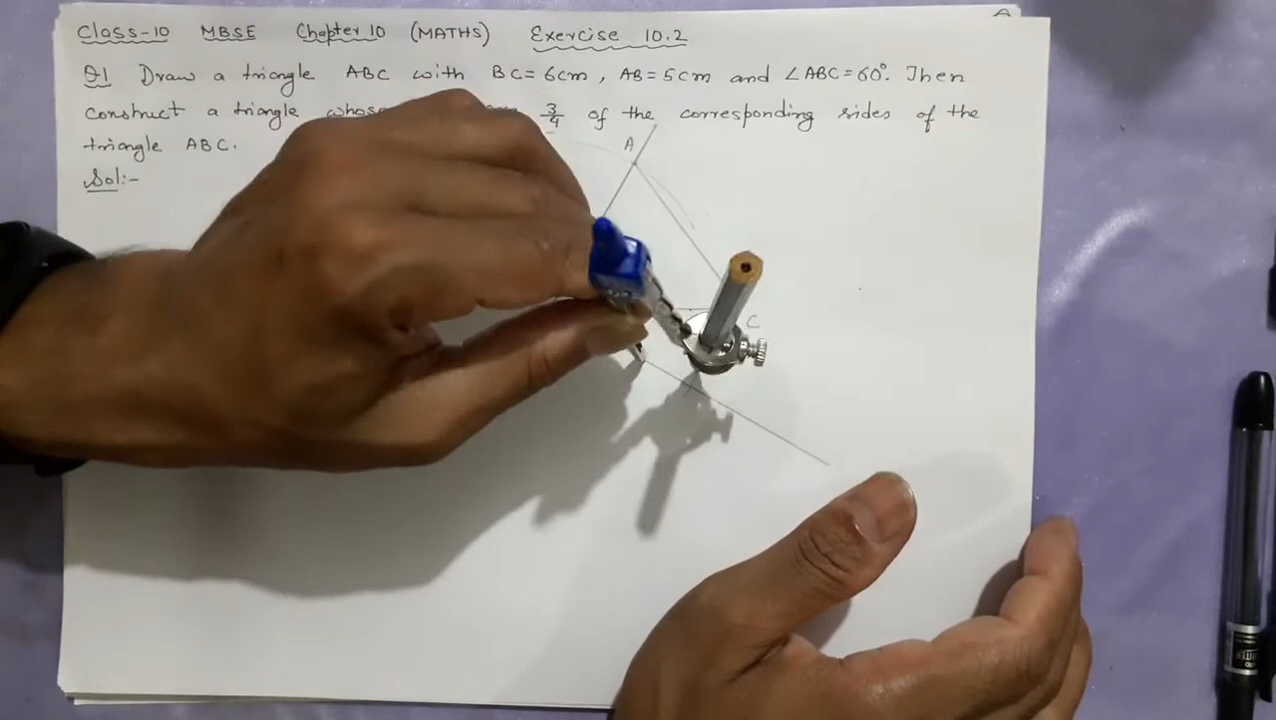 Class-10 MBSE Chapter 10 (MATHS) Exercise 10.2
Q1 Draw a triangle ABC with BC = 6cm, AB = 5cm and ∠ABC = 60°. Then
construct a triangle whose 3/4 of the corresponding sides of the
triangle ABC.
Sol:-
A
C